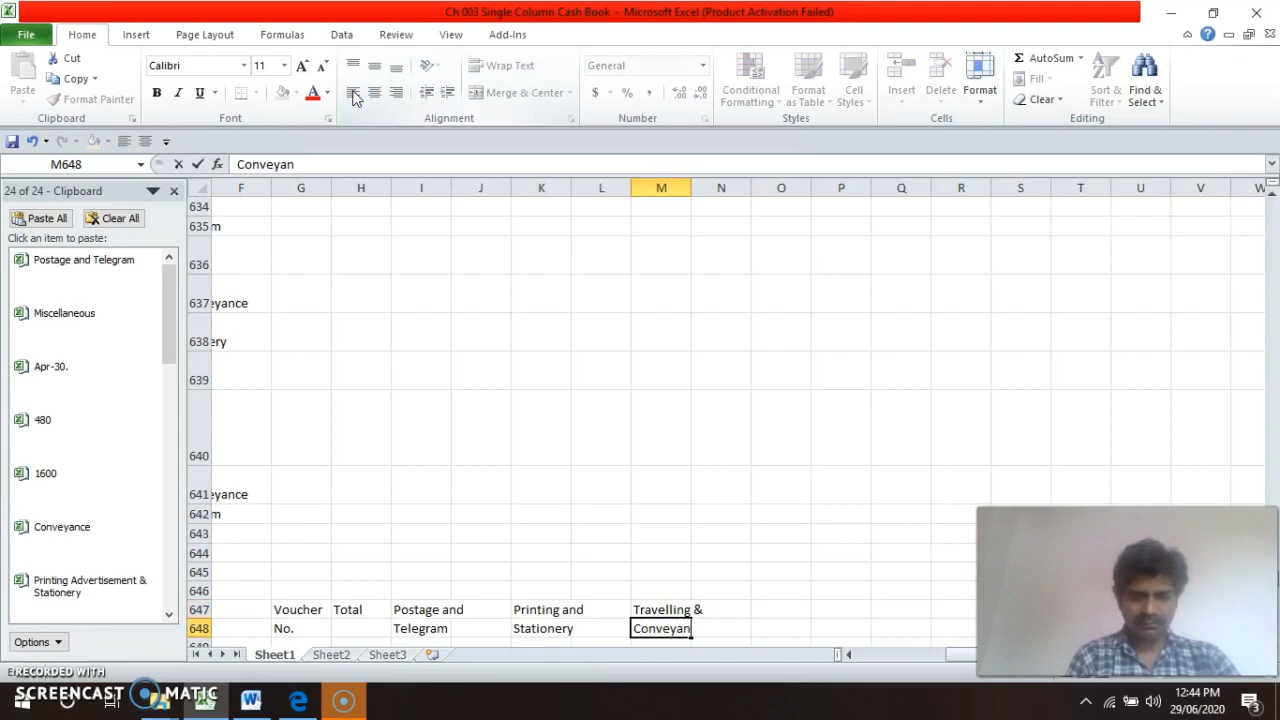 Ch 003 Single Column Cash Book - Microsoft Excel (Product Activation Failed)
File Home Insert Page Layout Formulas Data Review View Add-Ins
Paste
Cut
Copy
Format Painter
Clipboard
Calibri 11
B I U
Font
Wrap Text
Merge & Center
Alignment
General
$ % ,
Number
Conditional Formatting
Format as Table
Cell Styles
Styles
Insert Delete Format
Cells
AutoSum
Fill
Clear
Sort & Filter
Find & Select
Editing
M648 Conveyan
24 of 24 - Clipboard
Paste All Clear All
Click an item to paste:
Postage and Telegram
Miscellaneous
Apr-30.
480
1600
Conveyance
Printing Advertisement &
Stationery
Options
F G H I J K L M N O P Q R S T U V W
634
635 m
636
637 eyance
638 ery
639
640
641 eyance
642 m
643
644
645
646
647 Voucher Total Postage and Printing and Travelling &
648 No. Telegram Stationery Conveyan
Sheet1 Sheet2 Sheet3
RECORDED WITH
SCREENCAST MATIC
12:44 PM
29/06/2020
3